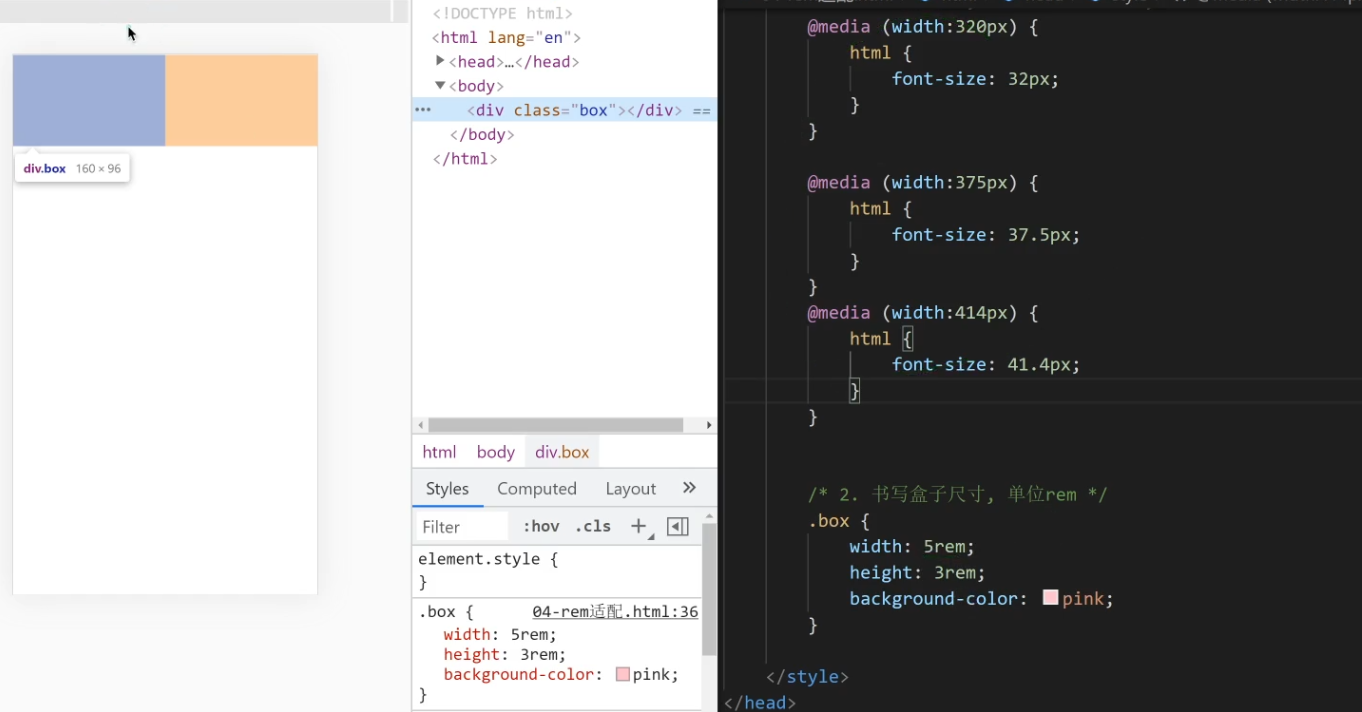 div.box 160 × 96
<!DOCTYPE html>
<html lang="en">
<head>…</head>
<body>
<div class="box"></div> ==
</body>
</html>
html body div.box
Styles Computed Layout
Filter :hov .cls +
element.style {
}
.box { 04-rem适配.html:36
width: 5rem;
height: 3rem;
background-color: pink;
}
@media (width:320px) {
html {
font-size: 32px;
}
}
@media (width:375px) {
html {
font-size: 37.5px;
}
}
@media (width:414px) {
html {
font-size: 41.4px;
}
}
/* 2. 书写盒子尺寸, 单位rem */
.box {
width: 5rem;
height: 3rem;
background-color: pink;
}
</style>
</head>